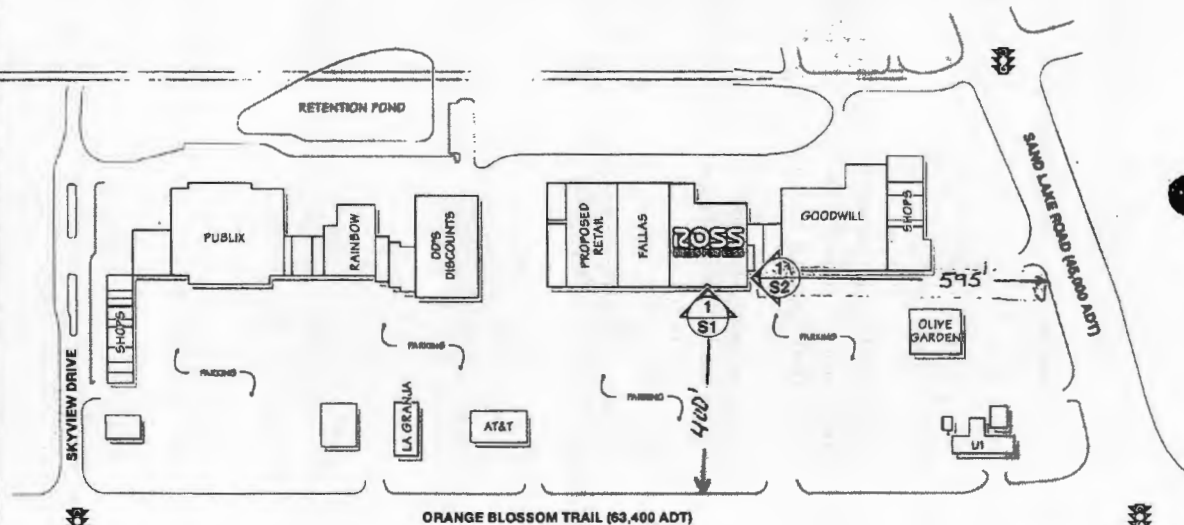 RETENTION POND
SAND LAKE ROAD (45,000 ADT)
PUBLIX
RAINBOW
DD'S
DISCOUNTS
PROPOSED
RETAIL
FALLAS
ROSS
GOODWILL
SHOPS
1
S2
595'
1
S1
SHOPS
PARKING
PARKING
PARKING
PARKING
OLIVE
GARDEN
SKYVIEW DRIVE
LA GRANJA
AT&T
400'
ORANGE BLOSSOM TRAIL (63,400 ADT)